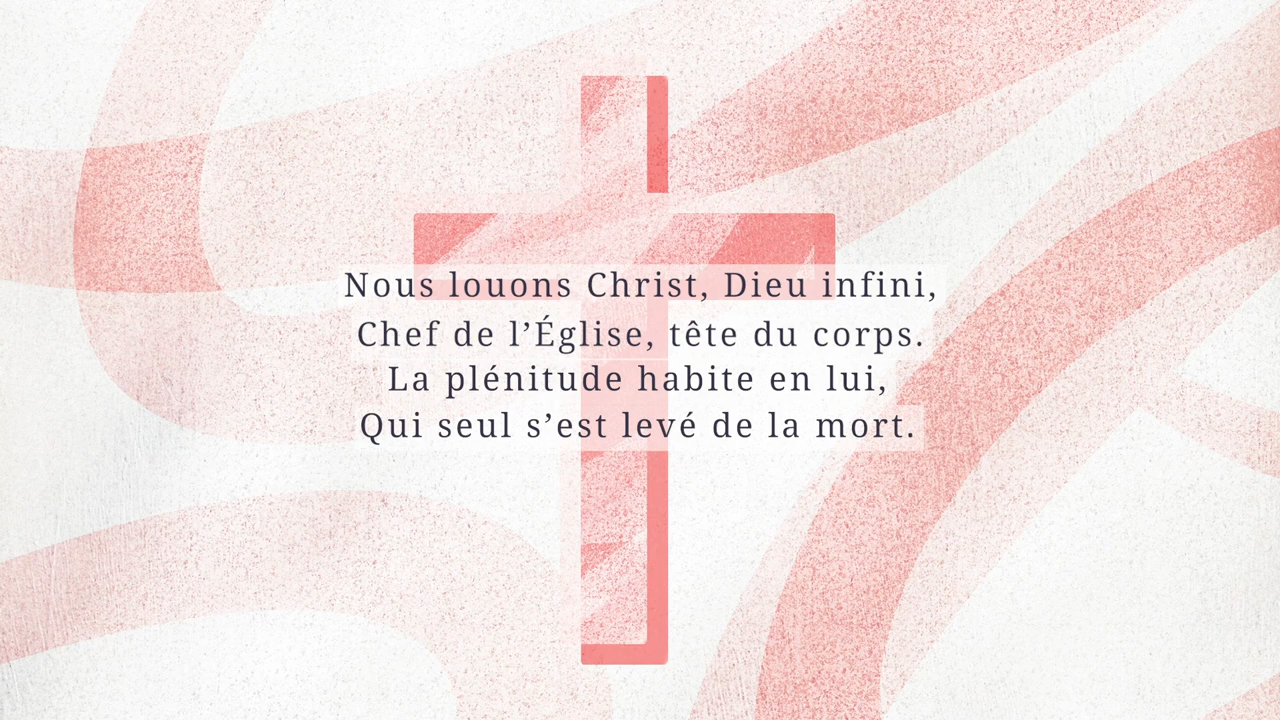 Nous louons Christ, Dieu infini,
Chef de l’Église, tête du corps.
La plénitude habite en lui,
Qui seul s’est levé de la mort.